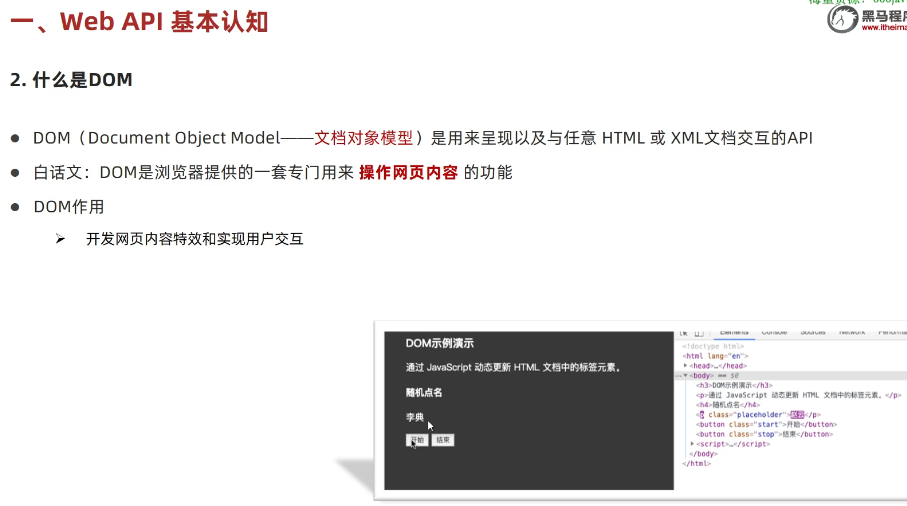 一、Web API 基本认知
黑马程
2. 什么是DOM
DOM（Document Object Model——文档对象模型）是用来呈现以及与任意 HTML 或 XML文档交互的API
白话文：DOM是浏览器提供的一套专门用来 操作网页内容 的功能
DOM作用
开发网页内容特效和实现用户交互
DOM示例演示
通过 JavaScript 动态更新 HTML 文档中的标签元素。
随机点名
李典
开始 结束
Elements Console Sources Network
<!doctype html>
<html lang="en">
<head>…</head>
<body> == $0
<h3>DOM示例演示</h3>
<p>通过 JavaScript 动态更新 HTML 文档中的标签元素。</p>
<h4>随机点名</h4>
<p class="placeholder"></p>
<button class="start">开始</button>
<button class="stop">结束</button>
<script>…</script>
</body>
</html>